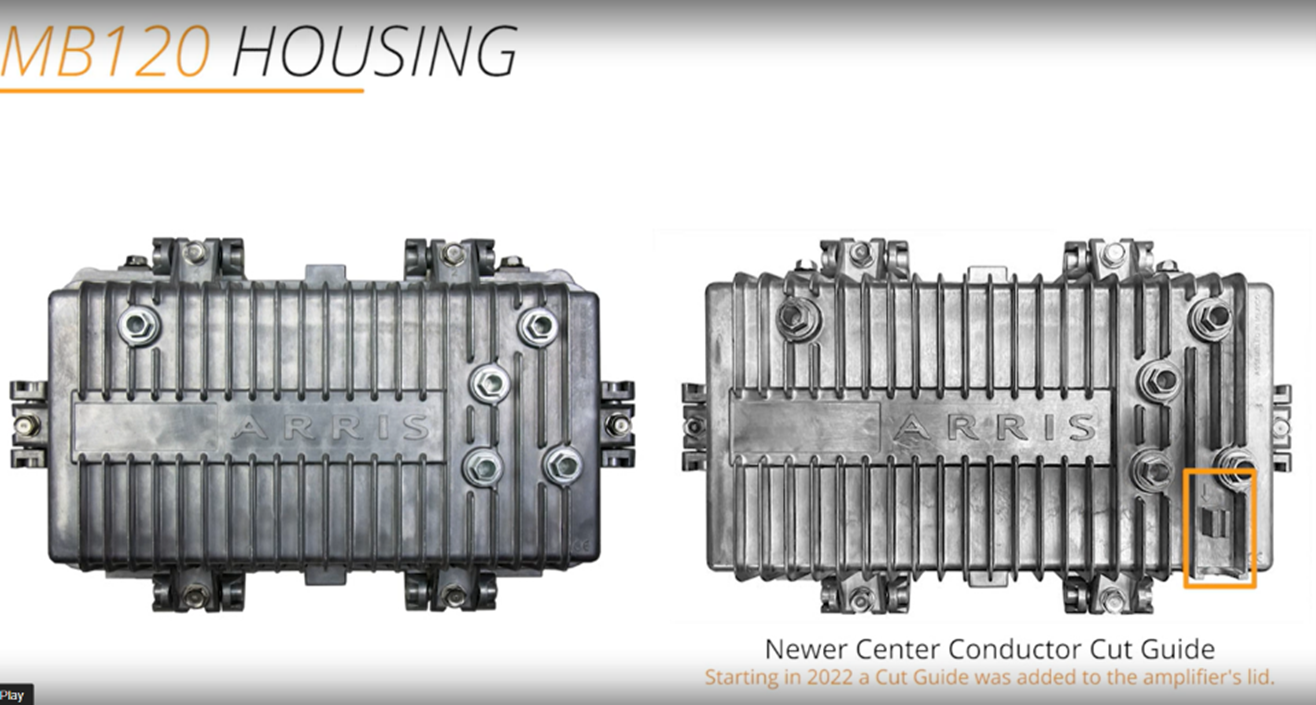 MB120 HOUSING
ARRIS
ARRIS
Newer Center Conductor Cut Guide
Starting in 2022 a Cut Guide was added to the amplifier's lid.
Play